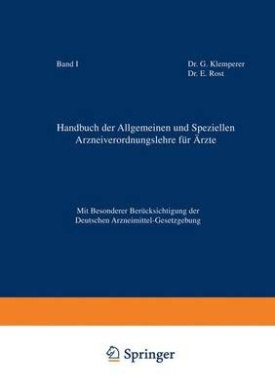 Band I
Dr. G. Klemperer
Dr. E. Rost
Handbuch der Allgemeinen und Speziellen
Arzneiverordnungslehre für Ärzte
Mit Besonderer Berücksichtigung der
Deutschen Arzneimittel-Gesetzgebung
Springer